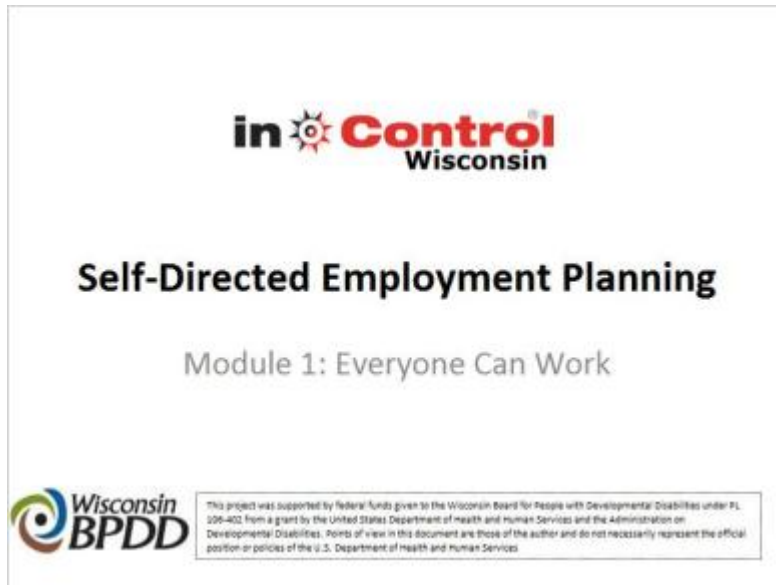 in Control®
Wisconsin
Self-Directed Employment Planning
Module 1: Everyone Can Work
Wisconsin
BPDD
This project was supported by federal funds given to the Wisconsin Board for People with Developmental Disabilities under PL
106-402 from a grant by the United States Department of Health and Human Services and the Administration on
Developmental Disabilities. Points of view in this document are those of the author and do not necessarily represent the official
position or policies of the U.S. Department of Health and Human Services